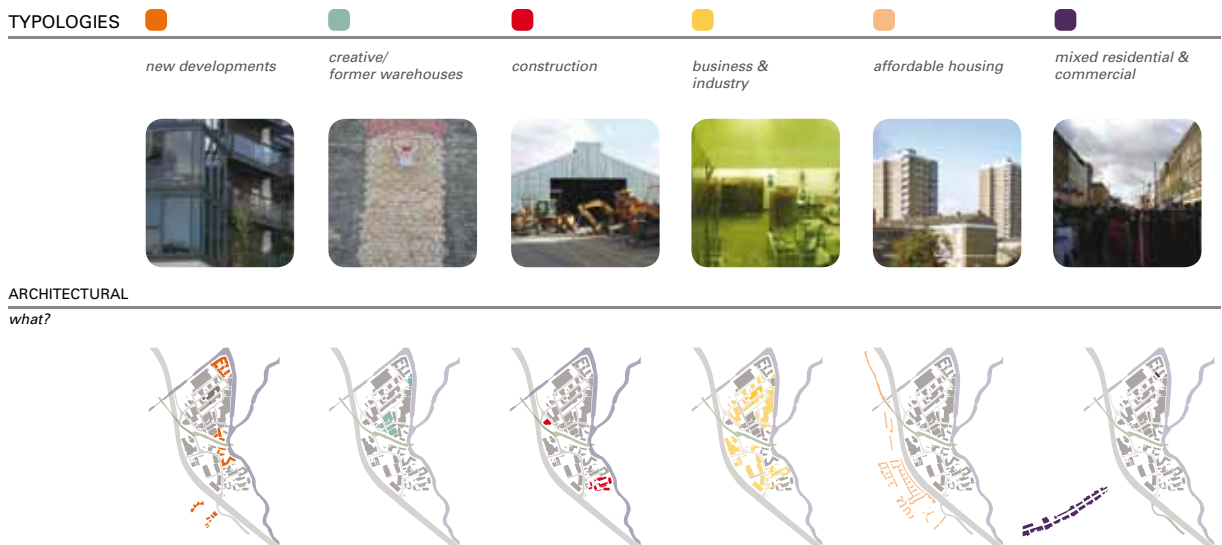 TYPOLOGIES
new developments
creative/
former warehouses
construction
business &
industry
affordable housing
mixed residential &
commercial
ARCHITECTURAL
what?